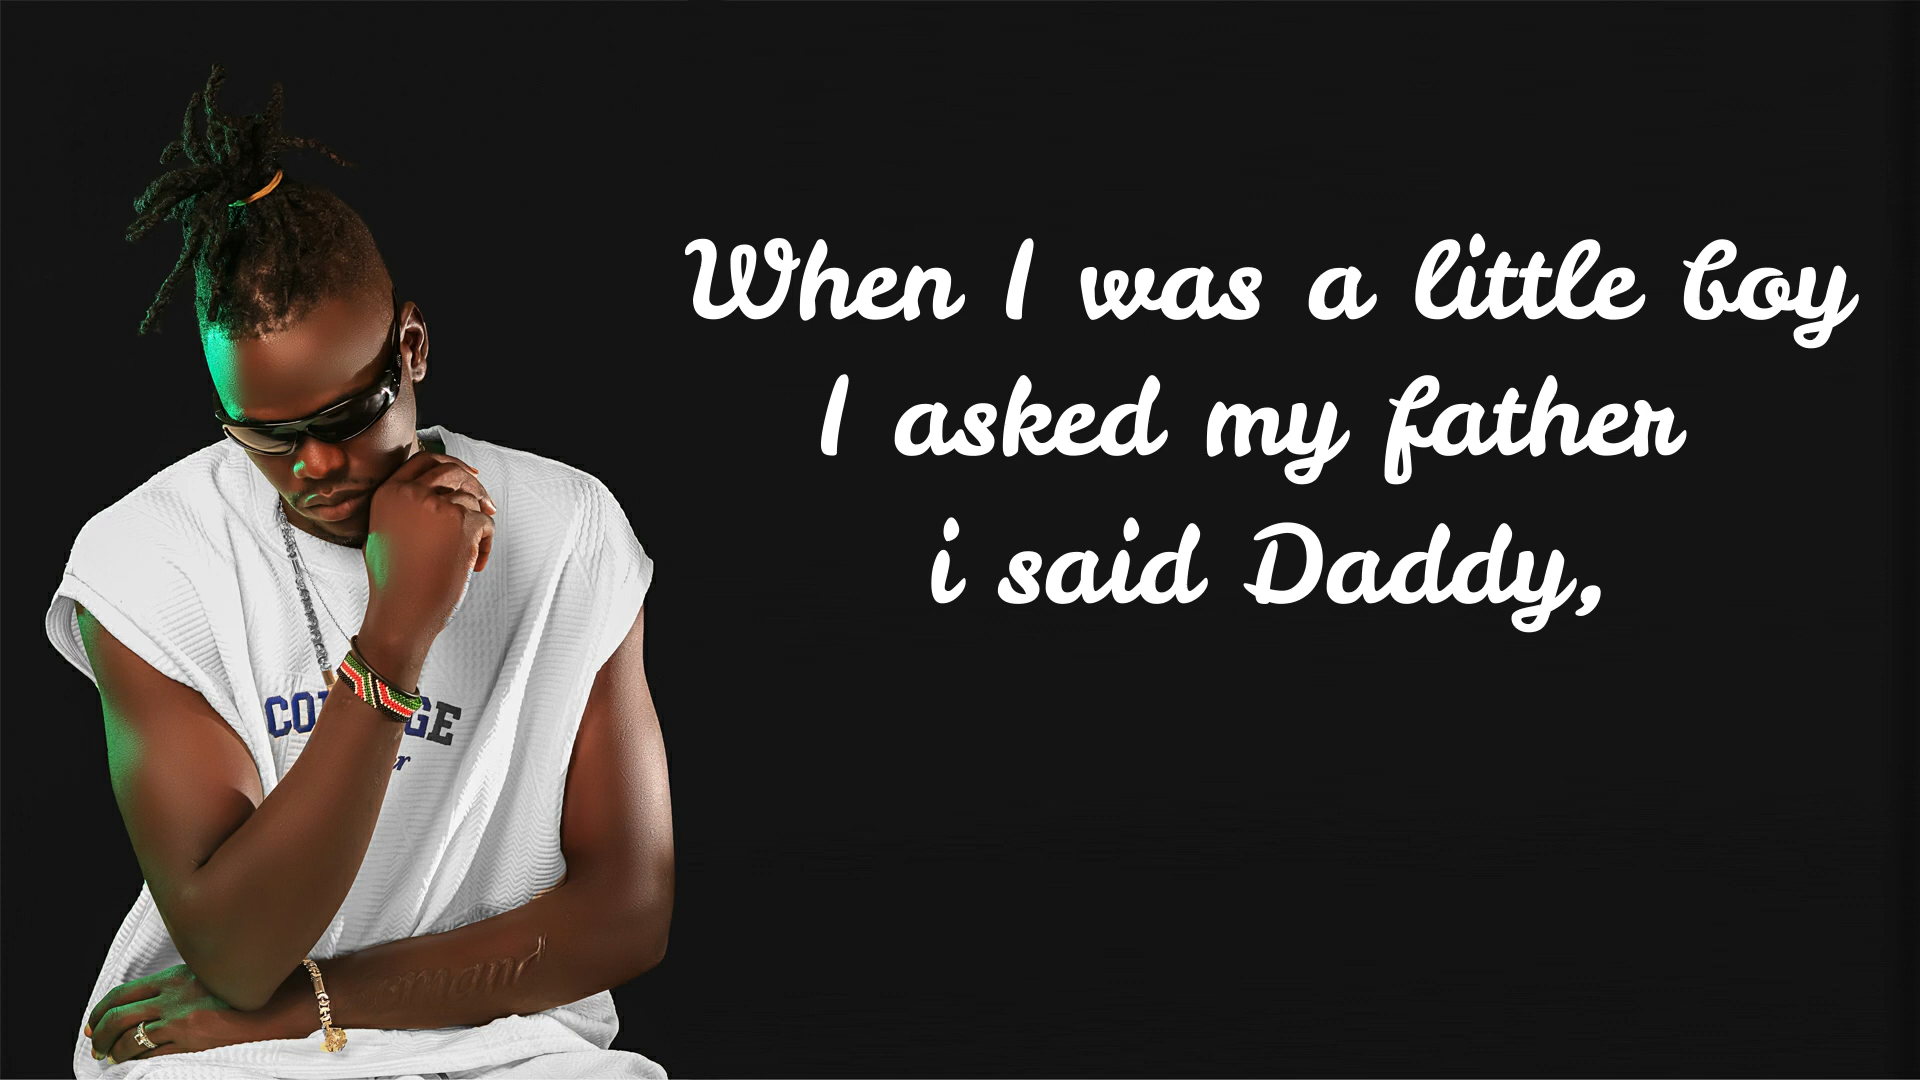 When I was a little boy
I asked my father
i said Daddy,